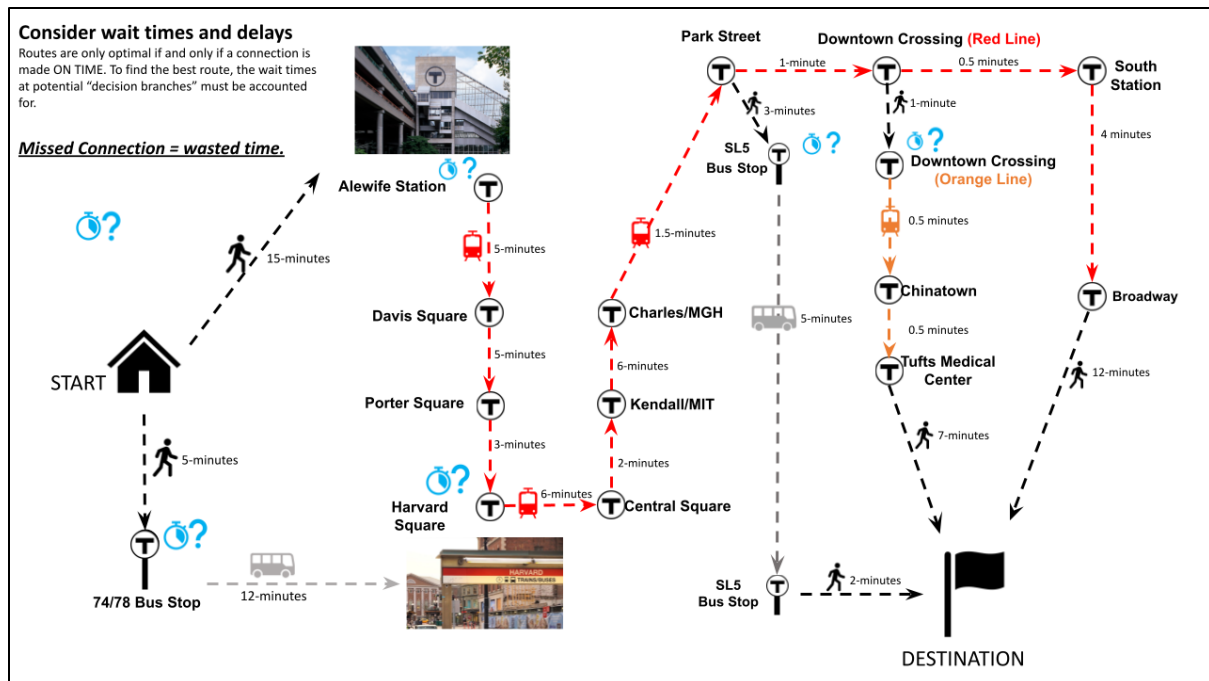 Consider wait times and delays
Routes are only optimal if and only if a connection is
made ON TIME. To find the best route, the wait times
at potential “decision branches” must be accounted
for.
Missed Connection = wasted time.
?
15-minutes
START
5-minutes
T
?
74/78 Bus Stop
12-minutes
T
Alewife Station
?
T
5-minutes
Davis Square
T
5-minutes
Porter Square
T
3-minutes
?
Harvard
Square
T
6-minutes
HARVARD
TRAINS/BUSES
T
Central Square
2-minutes
T
Kendall/MIT
6-minutes
T
Charles/MGH
1.5-minutes
Park Street
T
1-minute
3-minutes
SL5
Bus Stop
T
?
5-minutes
SL5
Bus Stop
T
2-minutes
Downtown Crossing (Red Line)
T
0.5 minutes
1-minute
?
T
Downtown Crossing
(Orange Line)
0.5 minutes
T
Chinatown
0.5 minutes
T
Tufts Medical
Center
7-minutes
T
South
Station
4 minutes
T
Broadway
12-minutes
DESTINATION